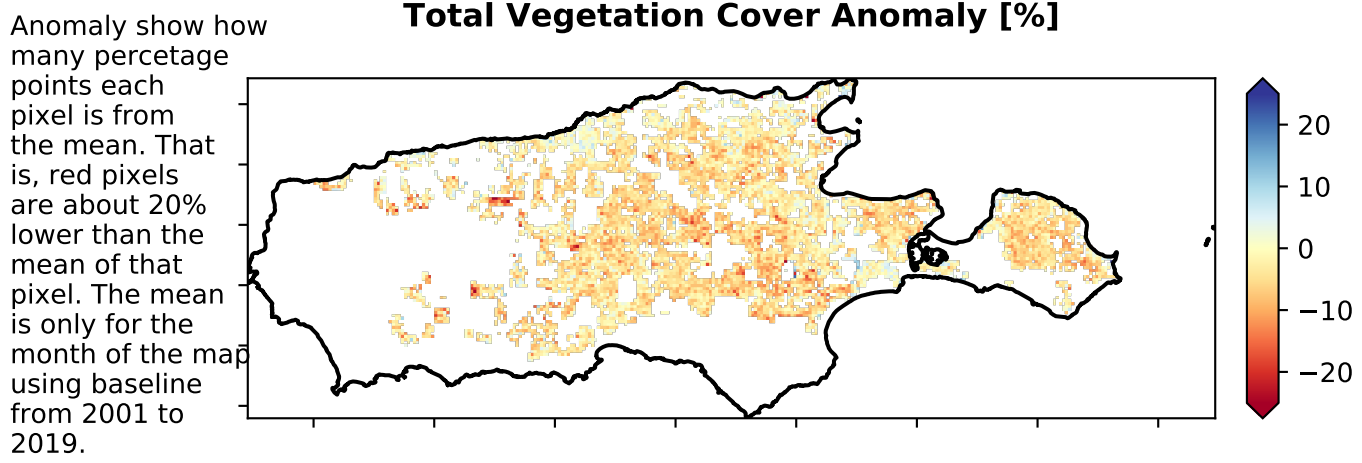 Total Vegetation Cover Anomaly [%]
Anomaly show how
many percetage
points each
pixel is from
the mean. That
is, red pixels
are about 20%
lower than the
mean of that
pixel. The mean
is only for the
month of the map
using baseline
from 2001 to
2019.
20
10
0
−10
−20